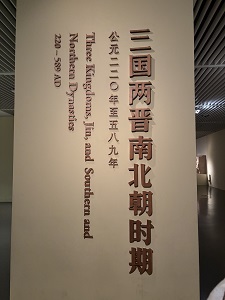 三国两晋南北朝时期
公元二二〇年至五八九年
Three Kingdoms, Jin, and Southern and
Northern Dynasties
220 – 589 AD